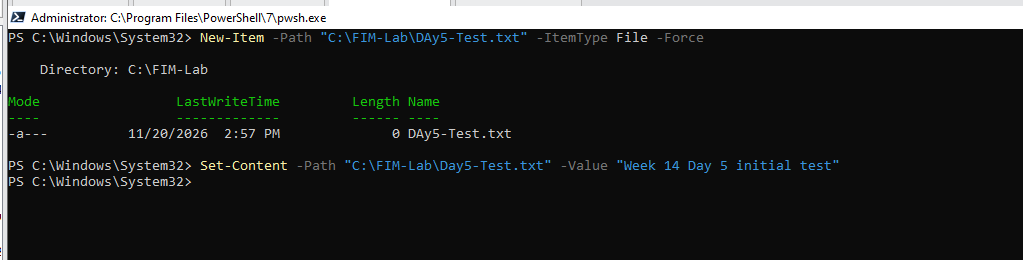 Administrator: C:\Program Files\PowerShell\7\pwsh.exe
PS C:\Windows\System32> New-Item -Path "C:\FIM-Lab\DAy5-Test.txt" -ItemType File -Force
Directory: C:\FIM-Lab
Mode                 LastWriteTime         Length Name
----                 -------------         ------ ----
-a---          11/20/2026  2:57 PM              0 DAy5-Test.txt
PS C:\Windows\System32> Set-Content -Path "C:\FIM-Lab\Day5-Test.txt" -Value "Week 14 Day 5 initial test"
PS C:\Windows\System32>